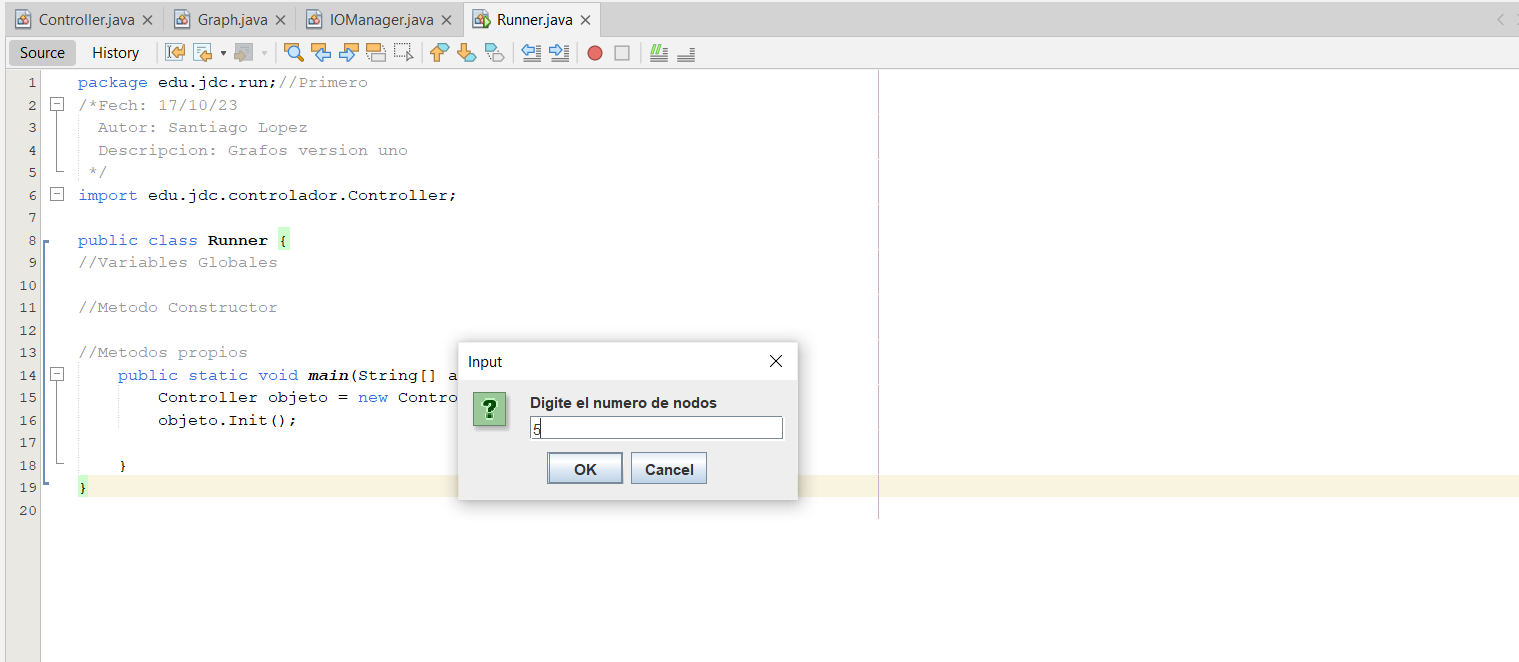 Controller.java Graph.java IOManager.java Runner.java
Source History
1 package edu.jdc.run;//Primero
2 /*Fech: 17/10/23
3 Autor: Santiago Lopez
4 Descripcion: Grafos version uno
5 */
6 import edu.jdc.controlador.Controller;
7
8 public class Runner {
9 //Variables Globales
10
11 //Metodo Constructor
12
13 //Metodos propios
14 public static void main(String[] a
15 Controller objeto = new Contro
16 objeto.Init();
17
18 }
19 }
20
Input
Digite el numero de nodos
5
OK Cancel